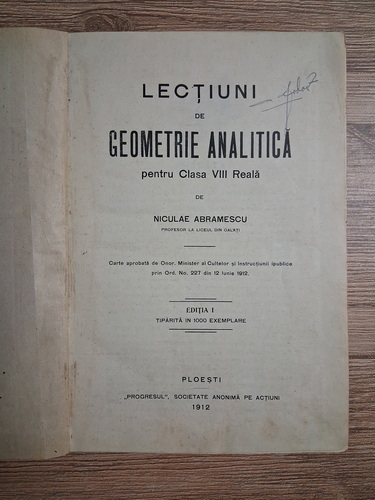 LECȚIUNI
DE
GEOMETRIE ANALITICĂ
pentru Clasa VIII Reală
DE
NICULAE ABRAMESCU
PROFESOR LA LICEUL DIN GALAȚI
Carte aprobată de Onor. Minister al Cultelor și Instrucțiunii publice
prin Ord. No. 227 din 12 Iunie 1912.
EDIȚIA I
TIPĂRITĂ IN 1000 EXEMPLARE
PLOEȘTI
„PROGRESUL", SOCIETATE ANONIMĂ PE ACȚIUNI
1912